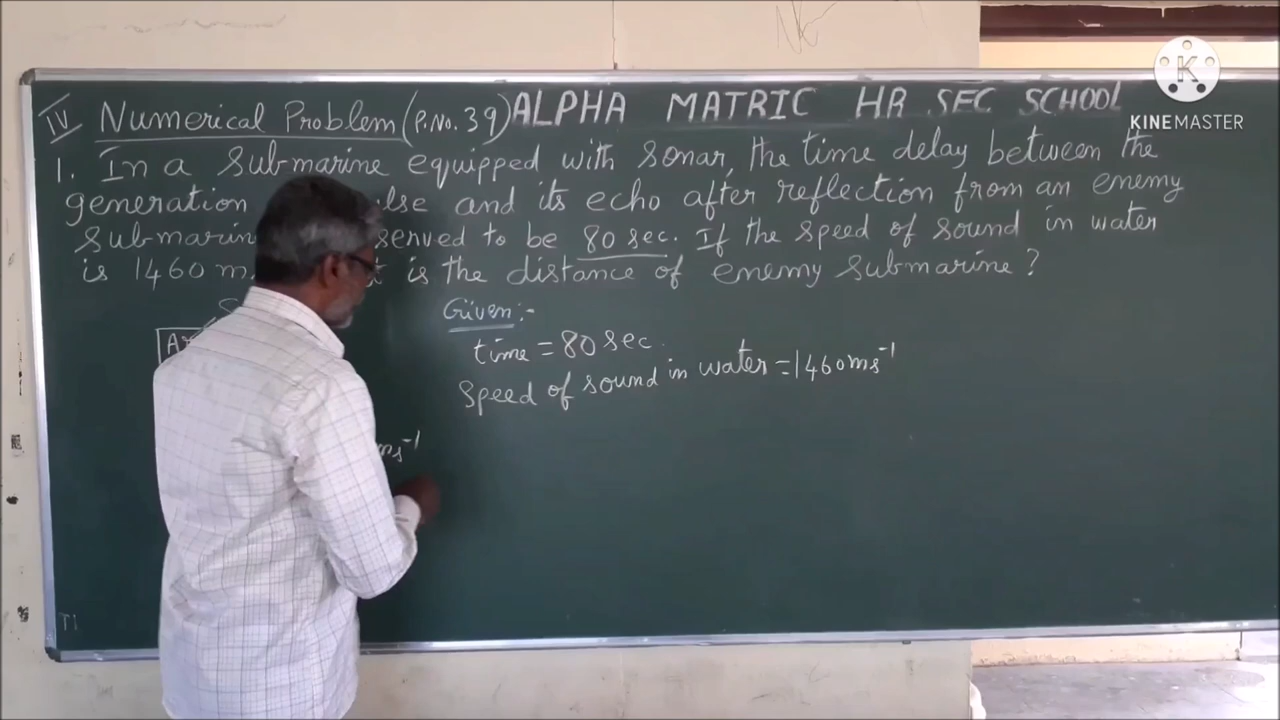 IV Numerical Problem (P.No. 39) ALPHA MATRIC HR SEC SCHOOL
K
KINEMASTER
1. In a submarine equipped with sonar, the time delay between the
generation and its echo after reflection from an enemy
submarin served to be 80 sec. If the speed of sound in water
is 1460 m. is the distance of enemy submarine?
Given:-
time = 80 sec.
Speed of sound in water = 1460 ms⁻¹
ms⁻¹